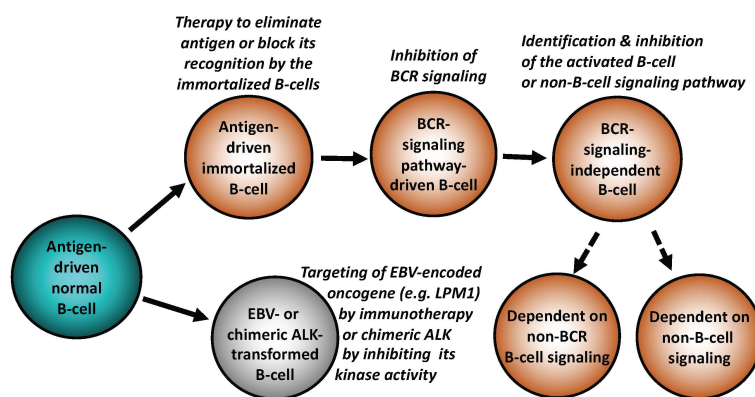 Therapy to eliminate
antigen or block its
recognition by the
immortalized B-cells
Inhibition of
BCR signaling
Identification & inhibition
of the activated B-cell
or non-B-cell signaling pathway
Antigen-
driven
immortalized
B-cell
BCR-
signaling
pathway-
driven B-cell
BCR-
signaling-
independent
B-cell
Antigen-
driven
normal
B-cell
EBV- or
chimeric ALK-
transformed
B-cell
Targeting of EBV-encoded
oncogene (e.g. LPM1)
by immunotherapy
or chimeric ALK
by inhibiting its
kinase activity
Dependent on
non-BCR
B-cell signaling
Dependent on
non-B-cell
signaling